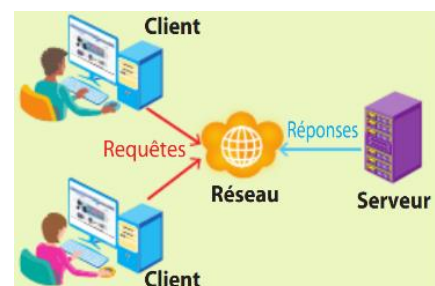 Client
Requêtes
Réponses
Réseau
Serveur
Client